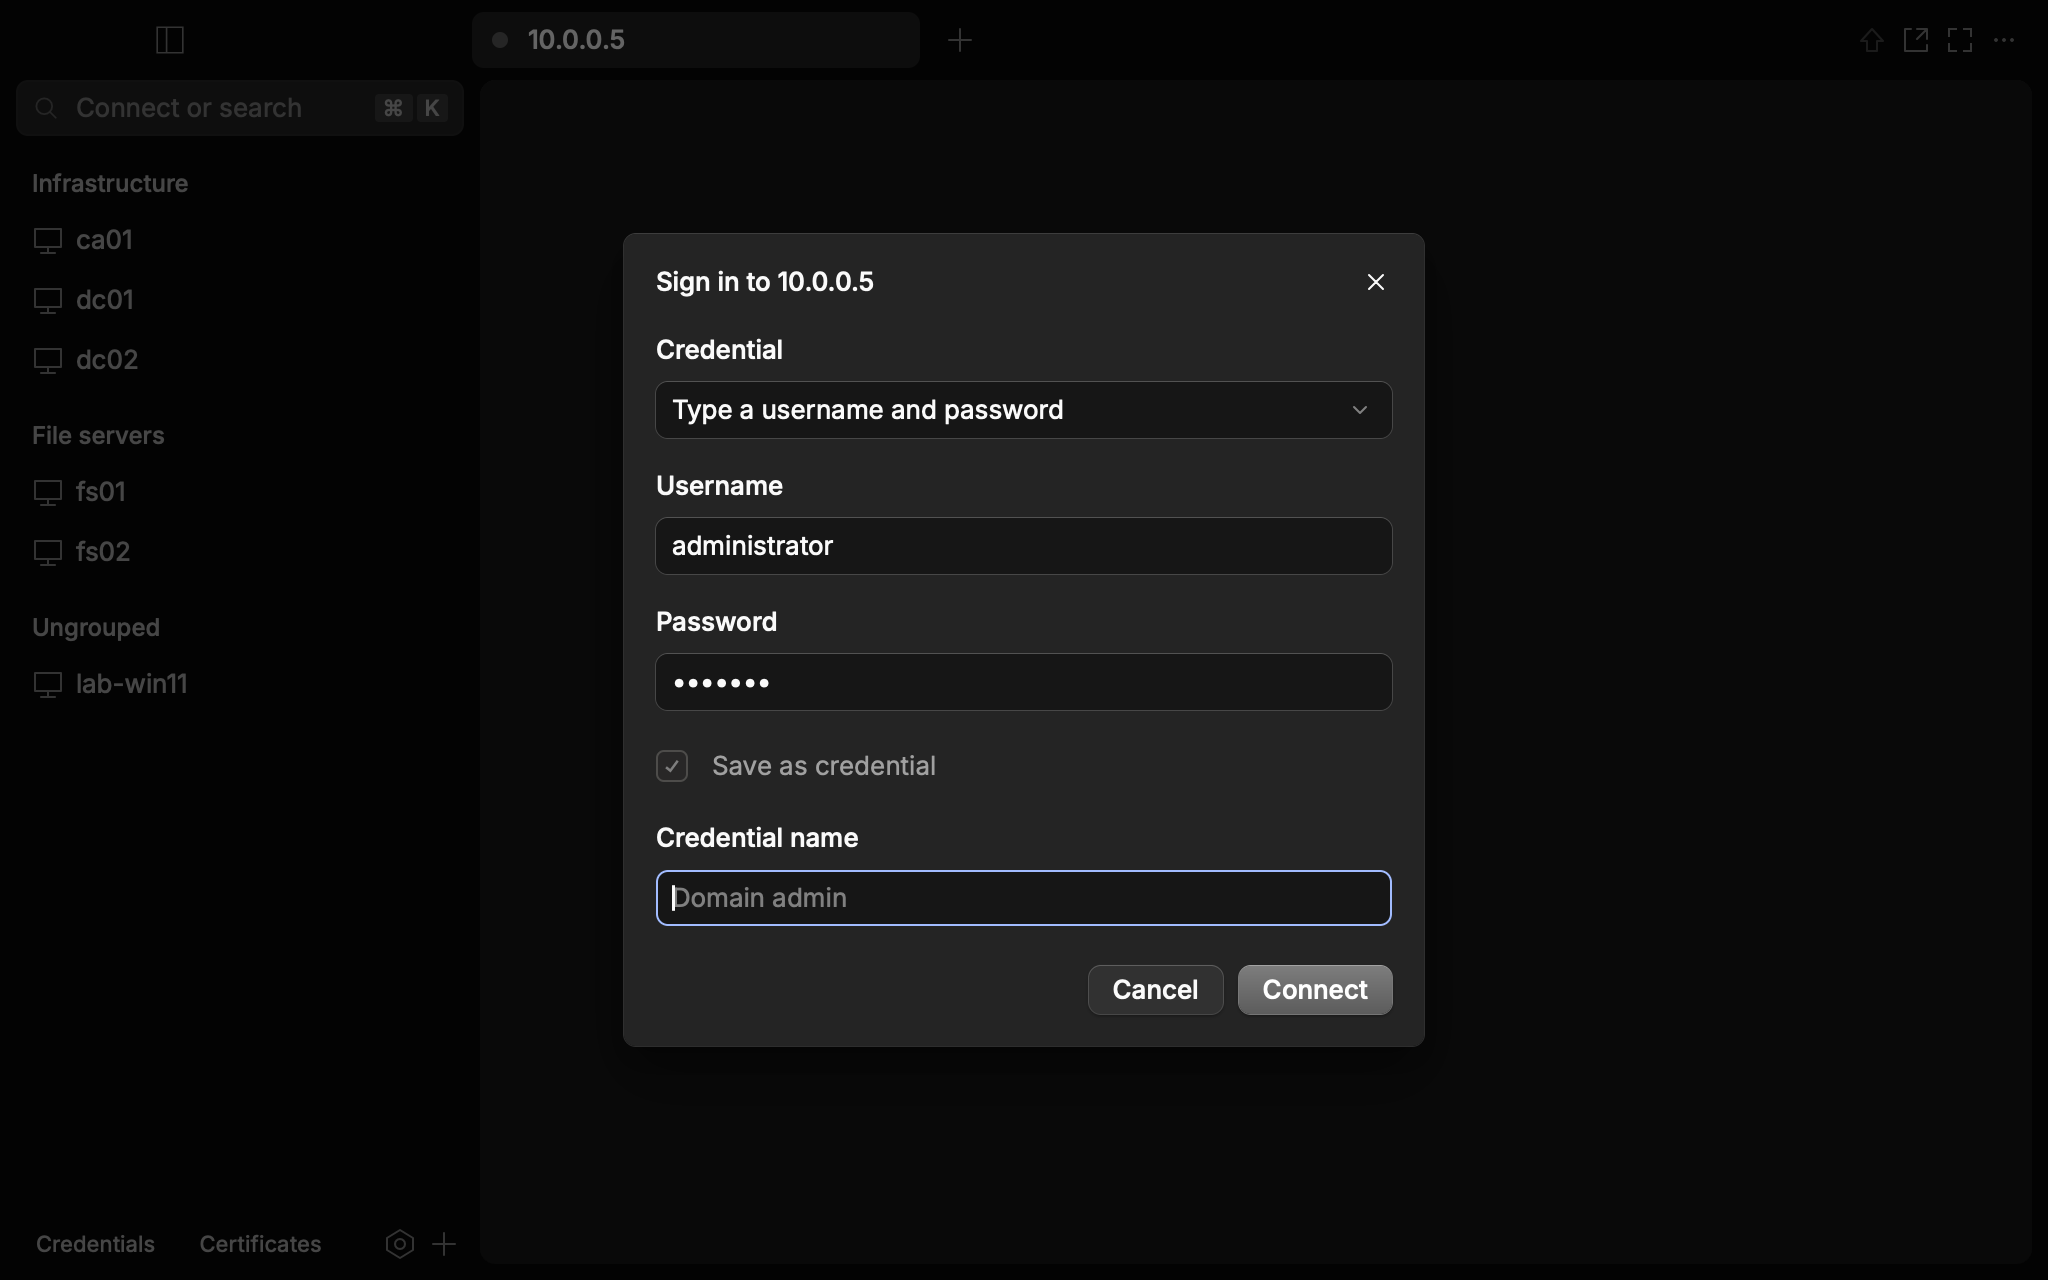 10.0.0.5
Connect or search ⌘ K
Infrastructure
ca01
dc01
dc02
File servers
fs01
fs02
Ungrouped
lab-win11
Credentials Certificates
Sign in to 10.0.0.5
Credential
Type a username and password
Username
administrator
Password
•••••••
Save as credential
Credential name
Domain admin
Cancel Connect